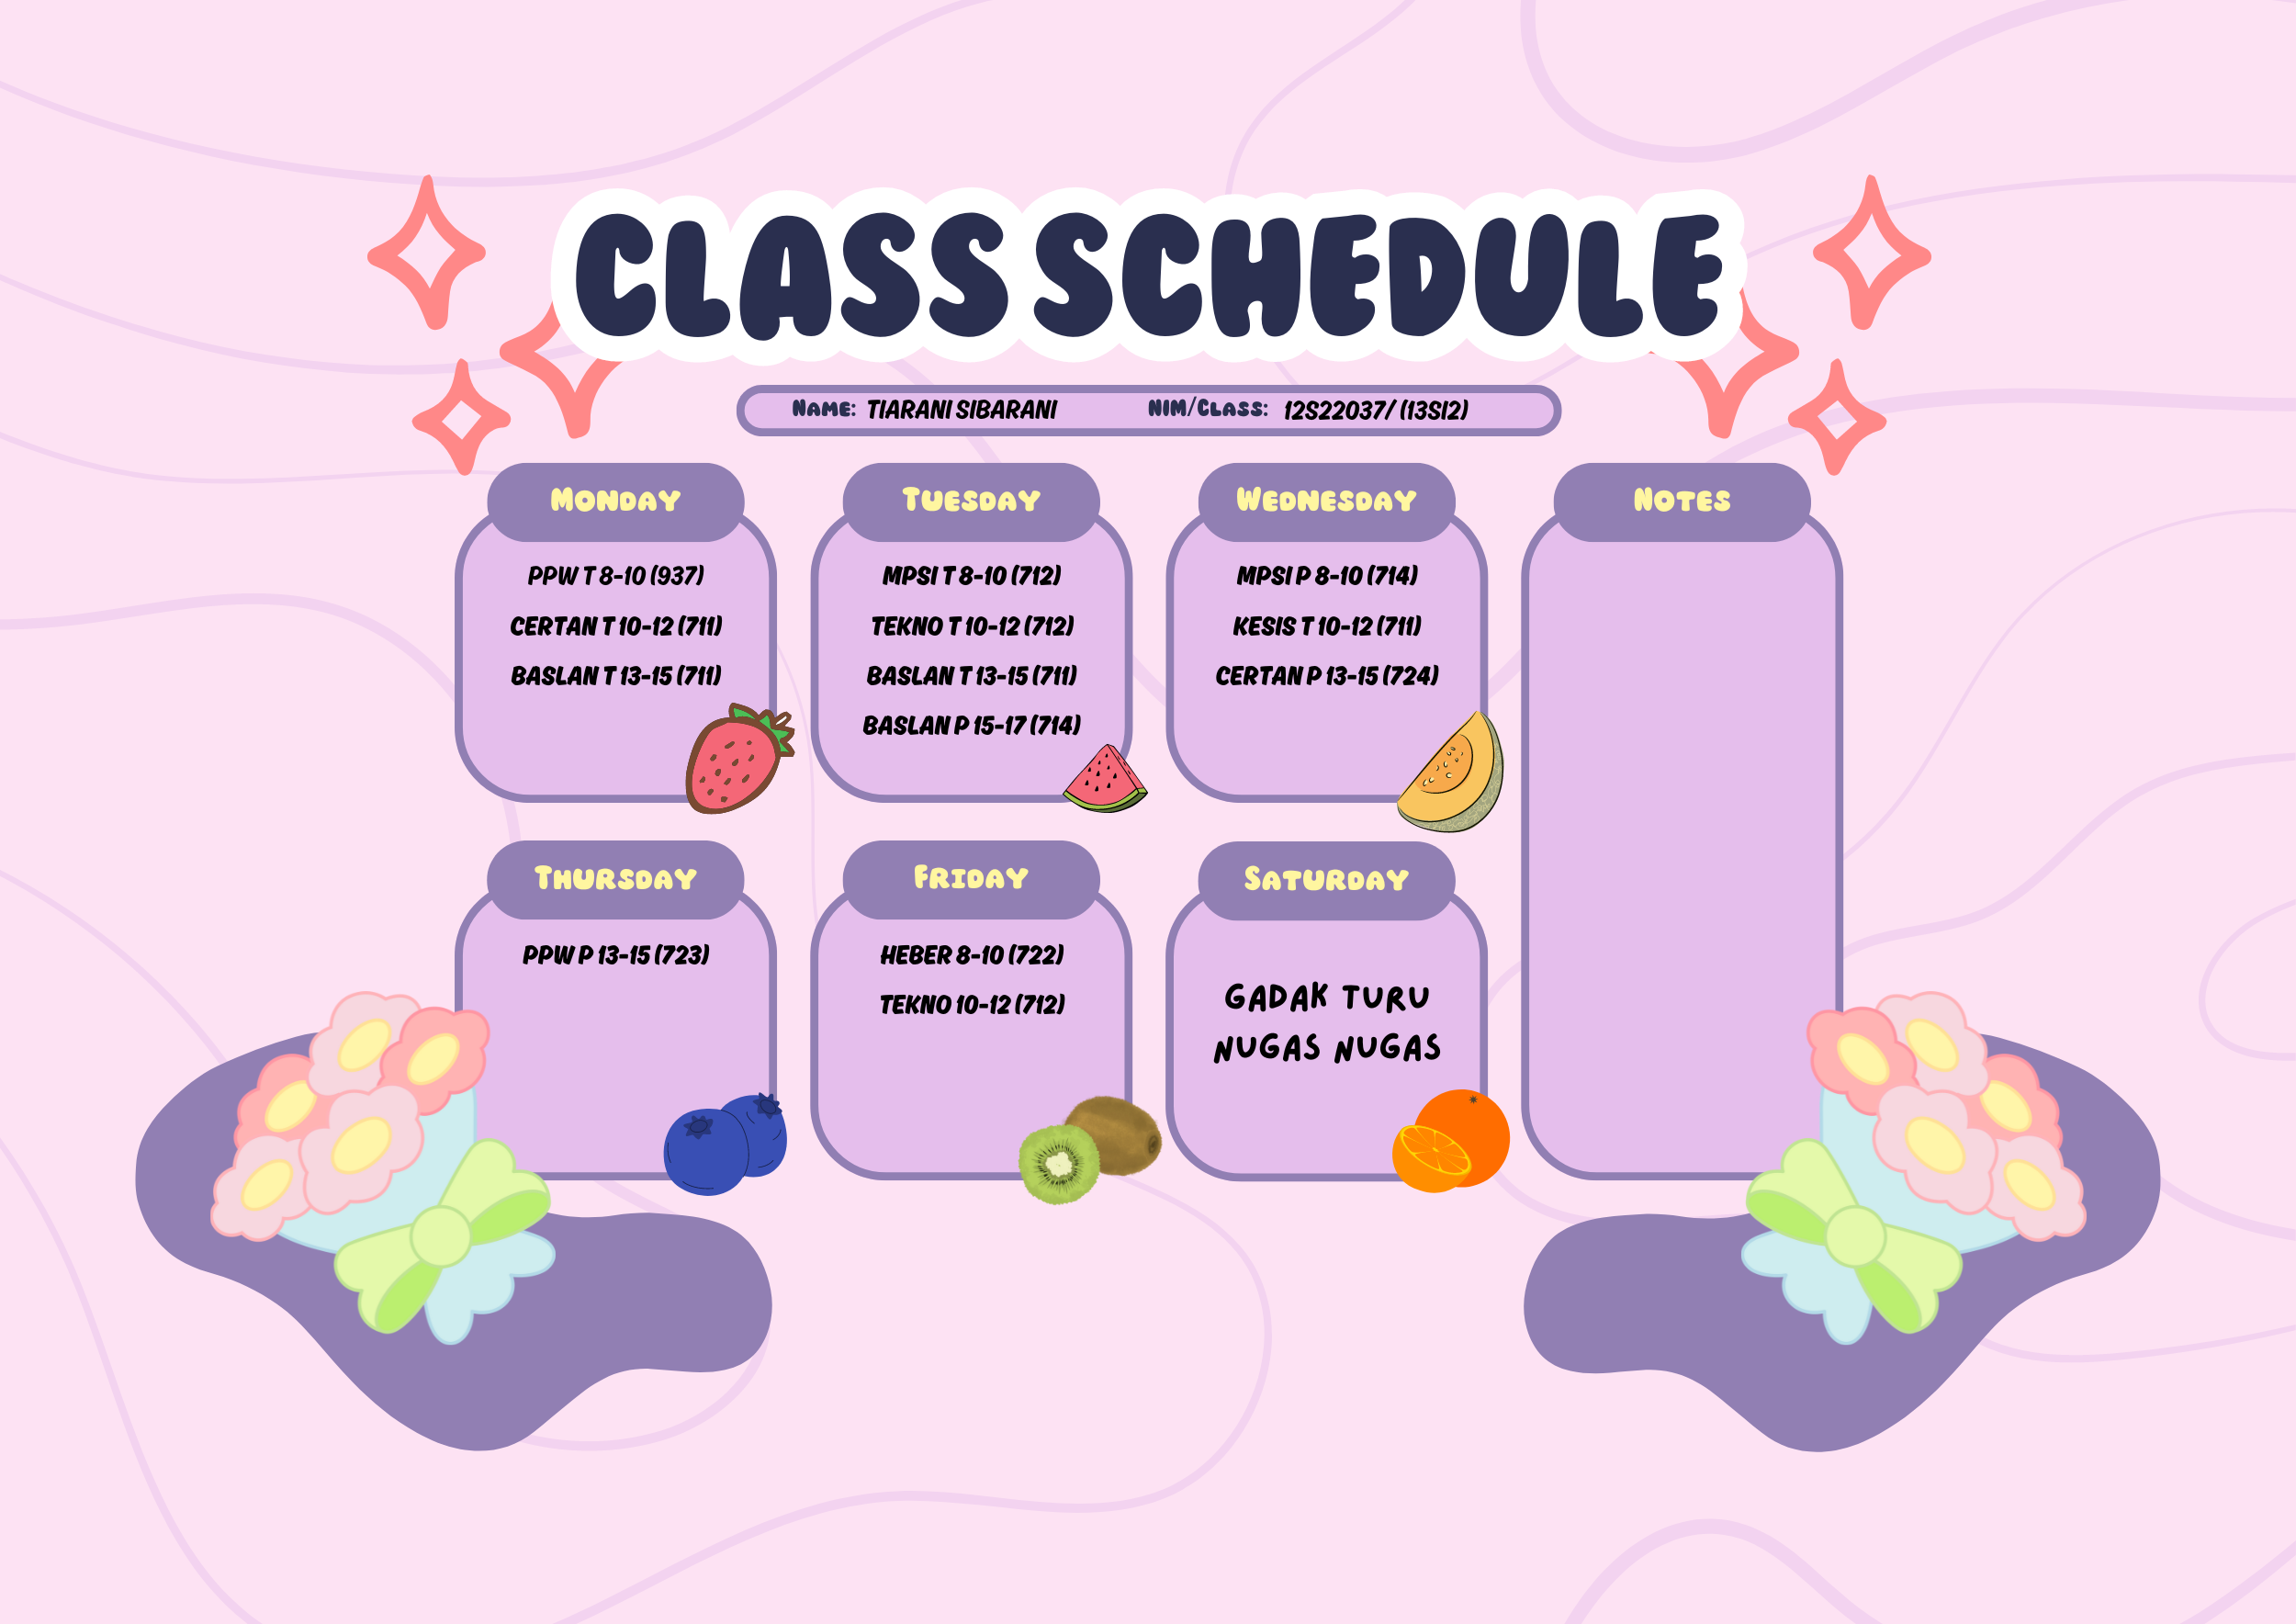 CLASS SCHEDULE
NAME: TIARANI SIBARANI NIM/CLASS: 12S22037/ (13SI2)
MONDAY
PPW T 8-10 (937)
CERTAN T 10-12 (711)
BASLAN T 13-15 (711)
TUESDAY
MPSI T 8-10 (712)
TEKNO T 10-12 (712)
BASLAN T 13-15 (711)
BASLAN P 15-17 (714)
WEDNESDAY
MPSI P 8-10 (714)
KESIS T 10-12 (711)
CERTAN P 13-15 (724)
NOTES
THURSDAY
PPW P 13-15 (723)
FRIDAY
HEBER 8-10 (722)
TEKNO 10-12 (712)
SATURDAY
GADAK TURU
NUGAS NUGAS